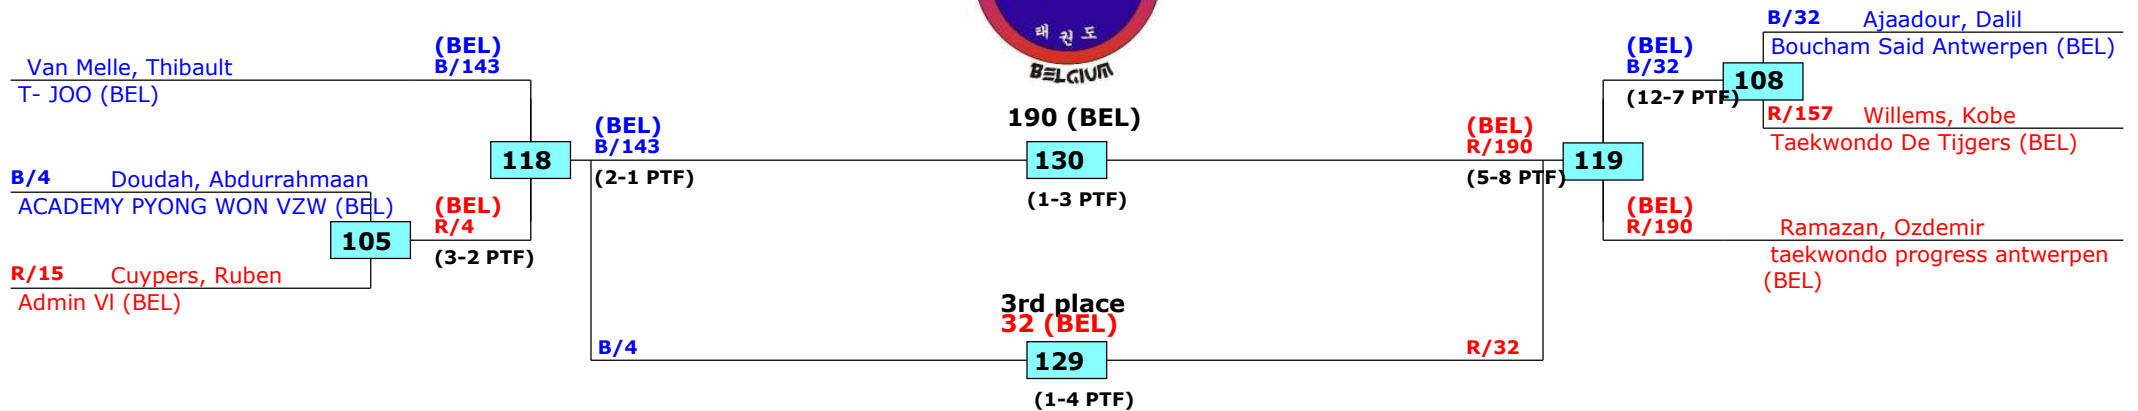 태 권 도
BELGIUM
(BEL)
B/143
Van Melle, Thibault
T- JOO (BEL)
B/4 Doudah, Abdurrahmaan
ACADEMY PYONG WON VZW (BEL)
105
(BEL)
R/4
(3-2 PTF)
R/15 Cuypers, Ruben
Admin Vl (BEL)
118
(BEL)
B/143
(2-1 PTF)
190 (BEL)
130
(1-3 PTF)
3rd place
32 (BEL)
B/4
129
R/32
(1-4 PTF)
(BEL)
R/190
(5-8 PTF)
119
(BEL)
B/32
(12-7 PTF)
108
B/32 Ajaadour, Dalil
Boucham Said Antwerpen (BEL)
R/157 Willems, Kobe
Taekwondo De Tijgers (BEL)
(BEL)
R/190
Ramazan, Ozdemir
taekwondo progress antwerpen
(BEL)